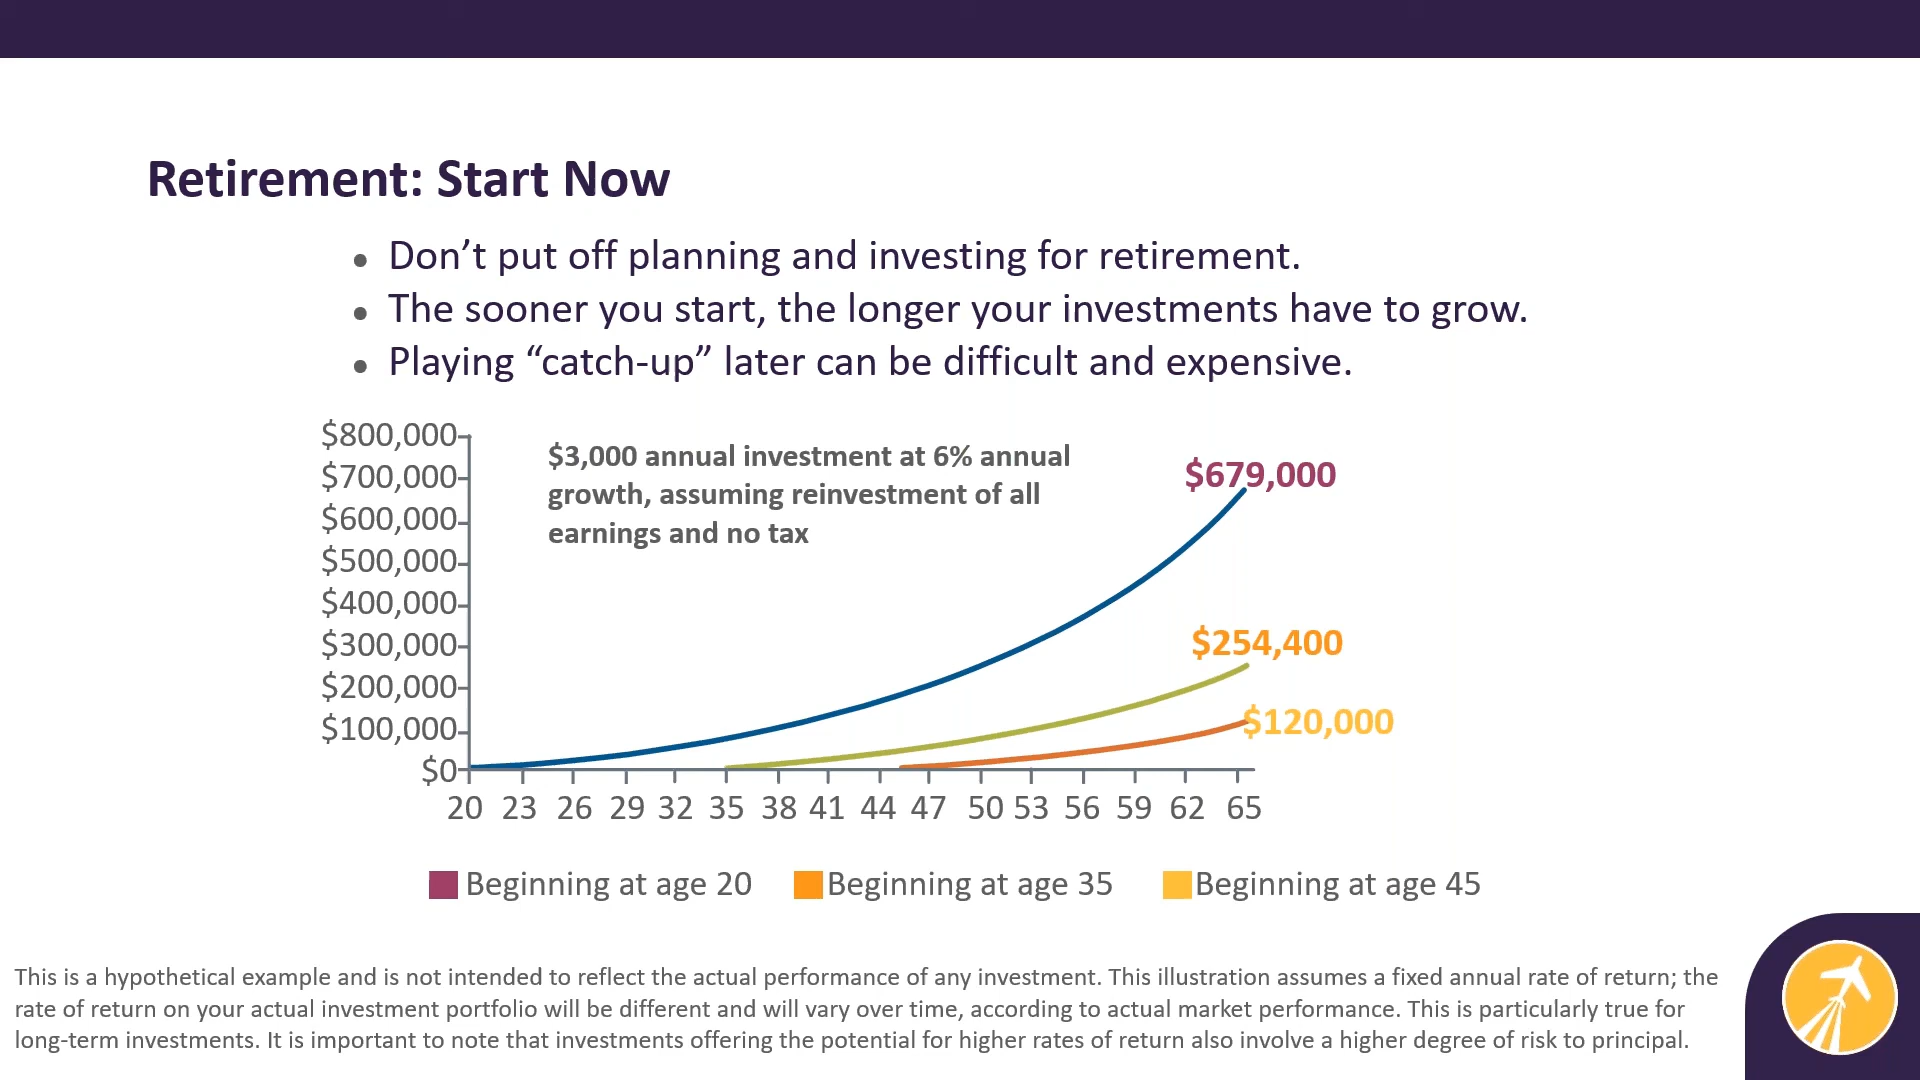 Retirement: Start Now
• Don’t put off planning and investing for retirement.
• The sooner you start, the longer your investments have to grow.
• Playing “catch-up” later can be difficult and expensive.
$800,000
$700,000
$600,000
$500,000
$400,000
$300,000
$200,000
$100,000
$0
$3,000 annual investment at 6% annual
growth, assuming reinvestment of all
earnings and no tax
$679,000
$254,400
$120,000
20 23 26 29 32 35 38 41 44 47 50 53 56 59 62 65
Beginning at age 20 Beginning at age 35 Beginning at age 45
This is a hypothetical example and is not intended to reflect the actual performance of any investment. This illustration assumes a fixed annual rate of return; the
rate of return on your actual investment portfolio will be different and will vary over time, according to actual market performance. This is particularly true for
long-term investments. It is important to note that investments offering the potential for higher rates of return also involve a higher degree of risk to principal.